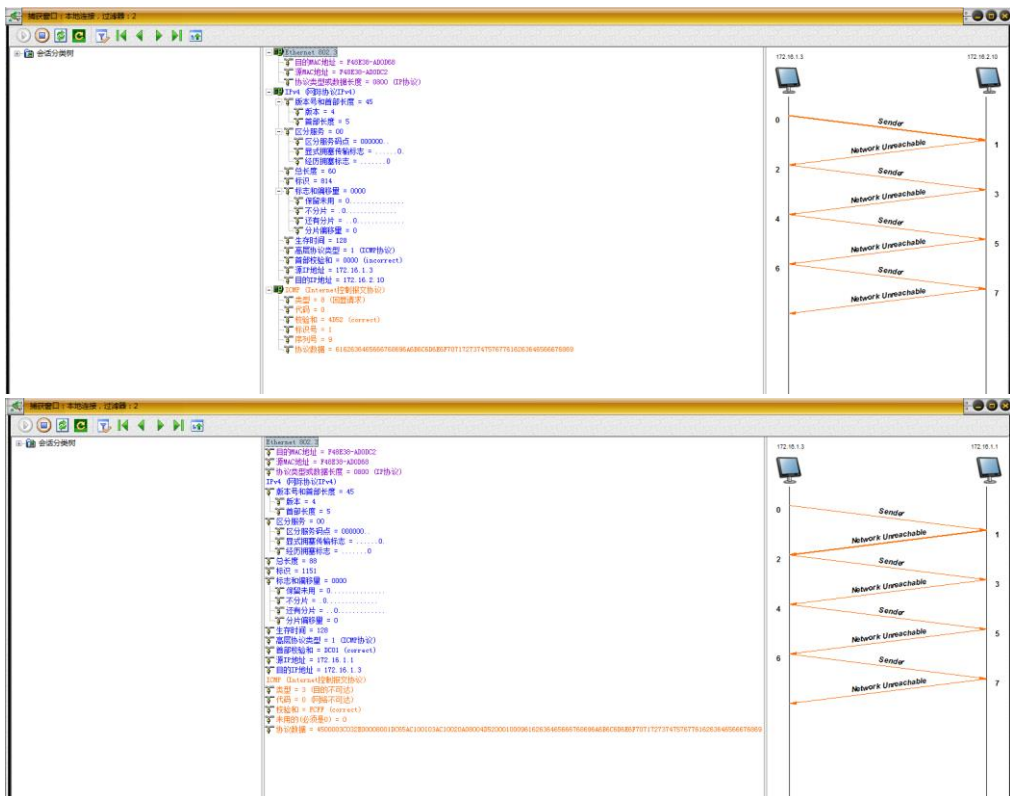 捕获窗口：本地连接，过滤器：2
会话分类树
Ethernet 802.3
目的MAC地址 = F48E38-AD0D68
源MAC地址 = F48E38-AD0DC2
协议类型或数据长度 = 0800 (IP协议)
IPv4 (网际协议IPv4)
版本号和首部长度 = 45
版本 = 4
首部长度 = 5
区分服务 = 00
区分服务码点 = 000000..
显式拥塞传输标志 = ......0.
经历拥塞标志 = .......0
总长度 = 60
标识 = 814
标志和偏移量 = 0000
保留未用 = 0...............
不分片 = .0..............
还有分片 = ..0.............
分片偏移量 = 0
生存时间 = 128
高层协议类型 = 1 (ICMP协议)
首部校验和 = 0000 (incorrect)
源IP地址 = 172.16.1.3
目的IP地址 = 172.16.2.10
ICMP (Internet控制报文协议)
类型 = 8 (回显请求)
代码 = 0
校验和 = 4D52 (correct)
标识号 = 1
序列号 = 9
协议数据 = 6162636465666768696A6B6C6D6E6F7071727374757677616263646566676869
172.16.1.3
172.16.2.10
0
Sender
1
Network Unreachable
2
Sender
3
Network Unreachable
4
Sender
5
Network Unreachable
6
Sender
7
Network Unreachable
捕获窗口：本地连接，过滤器：2
会话分类树
Ethernet 802.3
目的MAC地址 = F48E38-AD0DC2
源MAC地址 = F48E38-AD0D68
协议类型或数据长度 = 0800 (IP协议)
IPv4 (网际协议IPv4)
版本号和首部长度 = 45
版本 = 4
首部长度 = 5
区分服务 = 00
区分服务码点 = 000000..
显式拥塞传输标志 = ......0.
经历拥塞标志 = .......0
总长度 = 88
标识 = 1151
标志和偏移量 = 0000
保留未用 = 0...............
不分片 = .0..............
还有分片 = ..0.............
分片偏移量 = 0
生存时间 = 128
高层协议类型 = 1 (ICMP协议)
首部校验和 = DC01 (correct)
源IP地址 = 172.16.1.1
目的IP地址 = 172.16.1.3
ICMP (Internet控制报文协议)
类型 = 3 (目的不可达)
代码 = 0 (网络不可达)
校验和 = FCFF (correct)
未用的(必须是0) = 0
协议数据 =
172.16.1.3
172.16.1.1
0
Sender
1
Network Unreachable
2
Sender
3
Network Unreachable
4
Sender
5
Network Unreachable
6
Sender
7
Network Unreachable